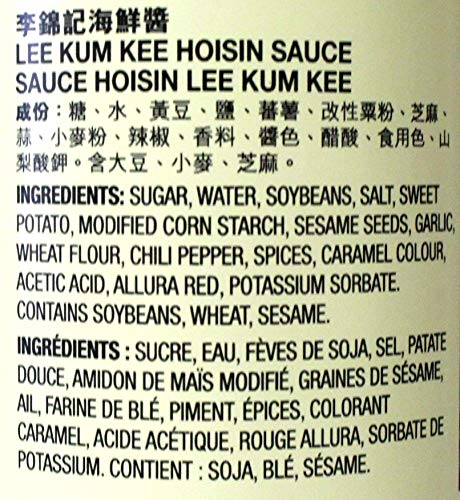 李錦記海鮮醬
LEE KUM KEE HOISIN SAUCE
SAUCE HOISIN LEE KUM KEE
成份：糖、水、黃豆、鹽、蕃薯、改性粟粉、芝麻、
蒜、小麥粉、辣椒、香料、醬色、醋酸、食用色、山
梨酸鉀。含大豆、小麥、芝麻。
INGREDIENTS: SUGAR, WATER, SOYBEANS, SALT, SWEET
POTATO, MODIFIED CORN STARCH, SESAME SEEDS, GARLIC,
WHEAT FLOUR, CHILI PEPPER, SPICES, CARAMEL COLOUR,
ACETIC ACID, ALLURA RED, POTASSIUM SORBATE.
CONTAINS SOYBEANS, WHEAT, SESAME.
INGRÉDIENTS : SUCRE, EAU, FÈVES DE SOJA, SEL, PATATE
DOUCE, AMIDON DE MAÏS MODIFIÉ, GRAINES DE SÉSAME,
AIL, FARINE DE BLÉ, PIMENT, ÉPICES, COLORANT
CARAMEL, ACIDE ACÉTIQUE, ROUGE ALLURA, SORBATE DE
POTASSIUM. CONTIENT : SOJA, BLÉ, SÉSAME.